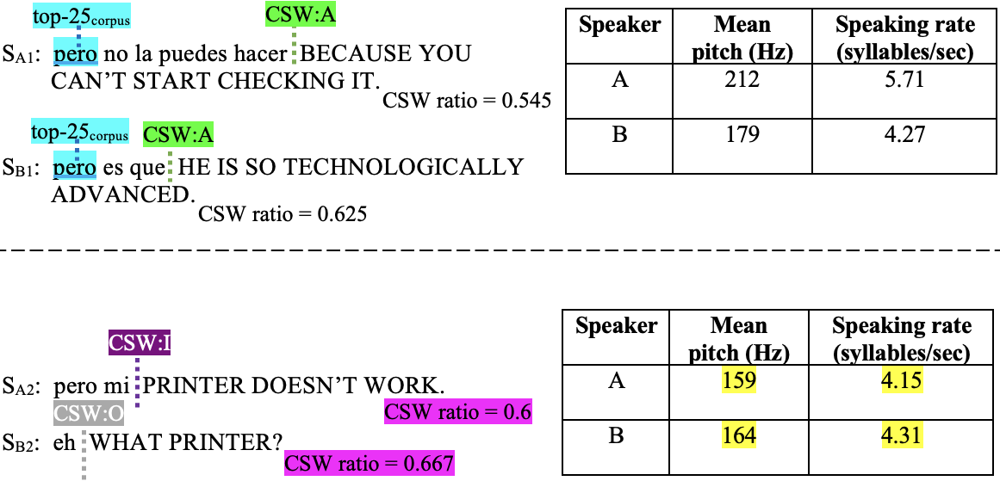 top-25corpus CSW:A
SA1: pero no la puedes hacer BECAUSE YOU
CAN'T START CHECKING IT.
CSW ratio = 0.545
top-25corpus CSW:A
SB1: pero es que HE IS SO TECHNOLOGICALLY
ADVANCED.
CSW ratio = 0.625
Speaker Mean pitch (Hz) Speaking rate (syllables/sec)
A 212 5.71
B 179 4.27
CSW:I
SA2: pero mi PRINTER DOESN'T WORK.
CSW ratio = 0.6
CSW:O
SB2: eh WHAT PRINTER?
CSW ratio = 0.667
Speaker Mean pitch (Hz) Speaking rate (syllables/sec)
A 159 4.15
B 164 4.31